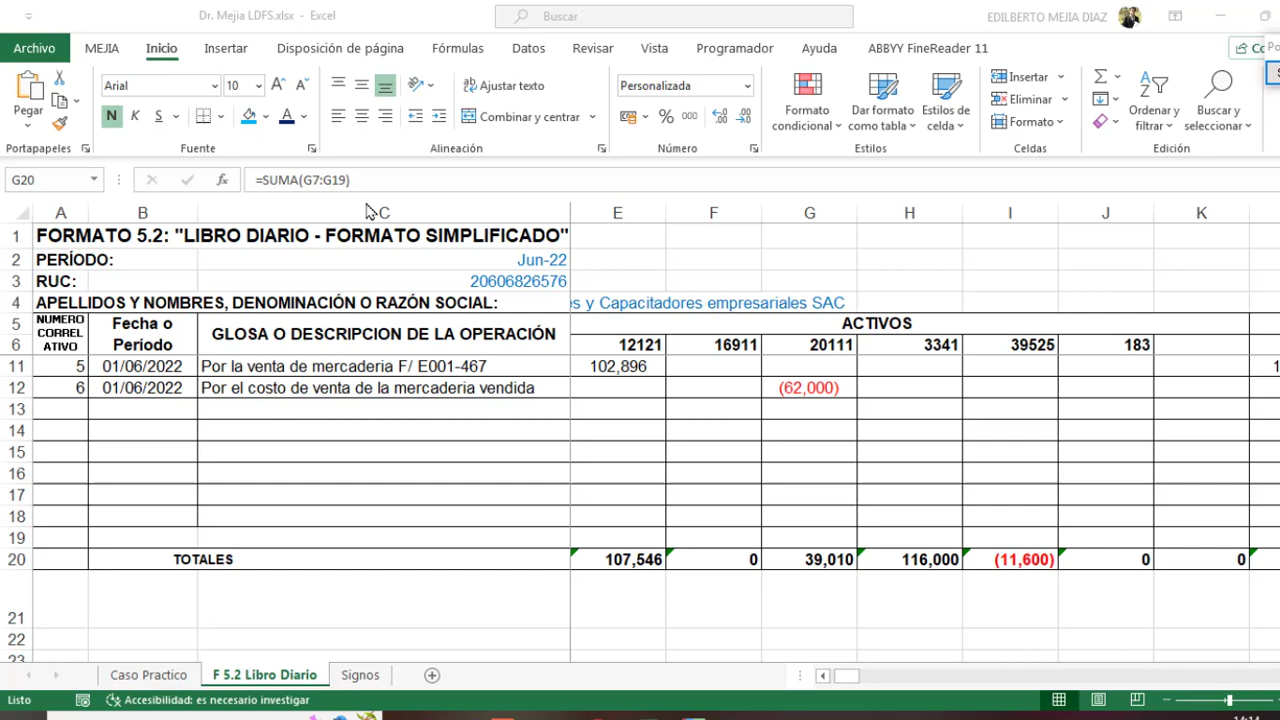 Dr. Mejia LDFS.xlsx - Excel
Buscar
EDILBERTO MEJIA DIAZ
Archivo MEJIA Inicio Insertar Disposición de página Fórmulas Datos Revisar Vista Programador Ayuda ABBYY FineReader 11
Pegar
Portapapeles
Arial 10
N K S
Fuente
Ajustar texto
Combinar y centrar
Alineación
Personalizada
% 000
Número
Formato condicional
Dar formato como tabla
Estilos de celda
Estilos
Insertar
Eliminar
Formato
Celdas
Ordenar y filtrar
Buscar y seleccionar
Edición
G20 fx =SUMA(G7:G19)
A B C E F G H I J K
1 FORMATO 5.2: "LIBRO DIARIO - FORMATO SIMPLIFICADO"
2 PERÍODO: Jun-22
3 RUC: 20606826576
4 APELLIDOS Y NOMBRES, DENOMINACIÓN O RAZÓN SOCIAL: s y Capacitadores empresariales SAC
5 NUMERO CORREL ATIVO Fecha o Período GLOSA O DESCRIPCION DE LA OPERACIÓN ACTIVOS
6 12121 16911 20111 3341 39525 183
11 5 01/06/2022 Por la venta de mercaderia F/ E001-467 102,896 1
12 6 01/06/2022 Por el costo de venta de la mercaderia vendida (62,000)
13
14
15
16
17
18
19
20 TOTALES 107,546 0 39,010 116,000 (11,600) 0 0
21
22
23
Caso Practico F 5.2 Libro Diario Signos
Listo Accesibilidad: es necesario investigar